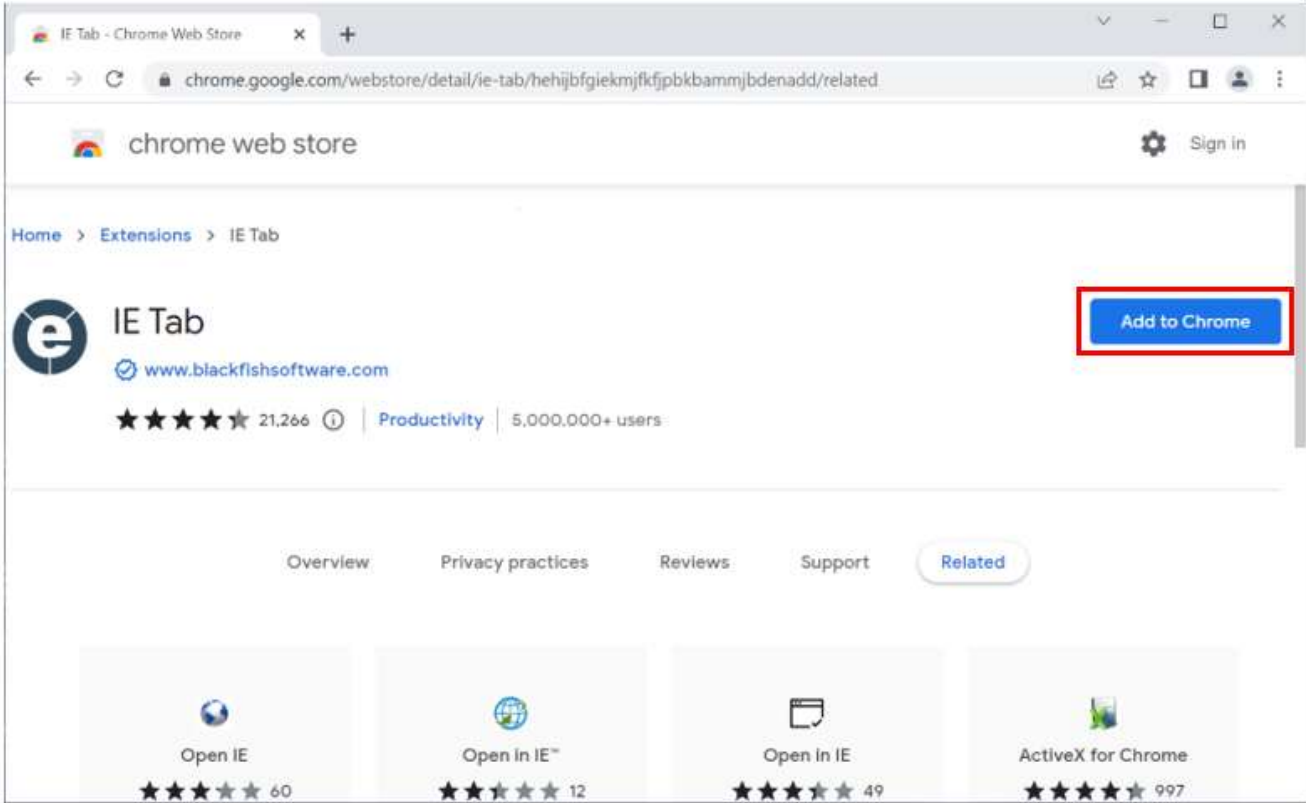 IE Tab - Chrome Web Store
chrome.google.com/webstore/detail/ie-tab/hehijbfgiekmjfkfjpbkbammjbdenadd/related
chrome web store Sign in
Home > Extensions > IE Tab
IE Tab Add to Chrome
www.blackfishsoftware.com
21,266 Productivity 5,000,000+ users
Overview Privacy practices Reviews Support Related
Open IE Open in IE™ Open in IE ActiveX for Chrome
60 12 49 997